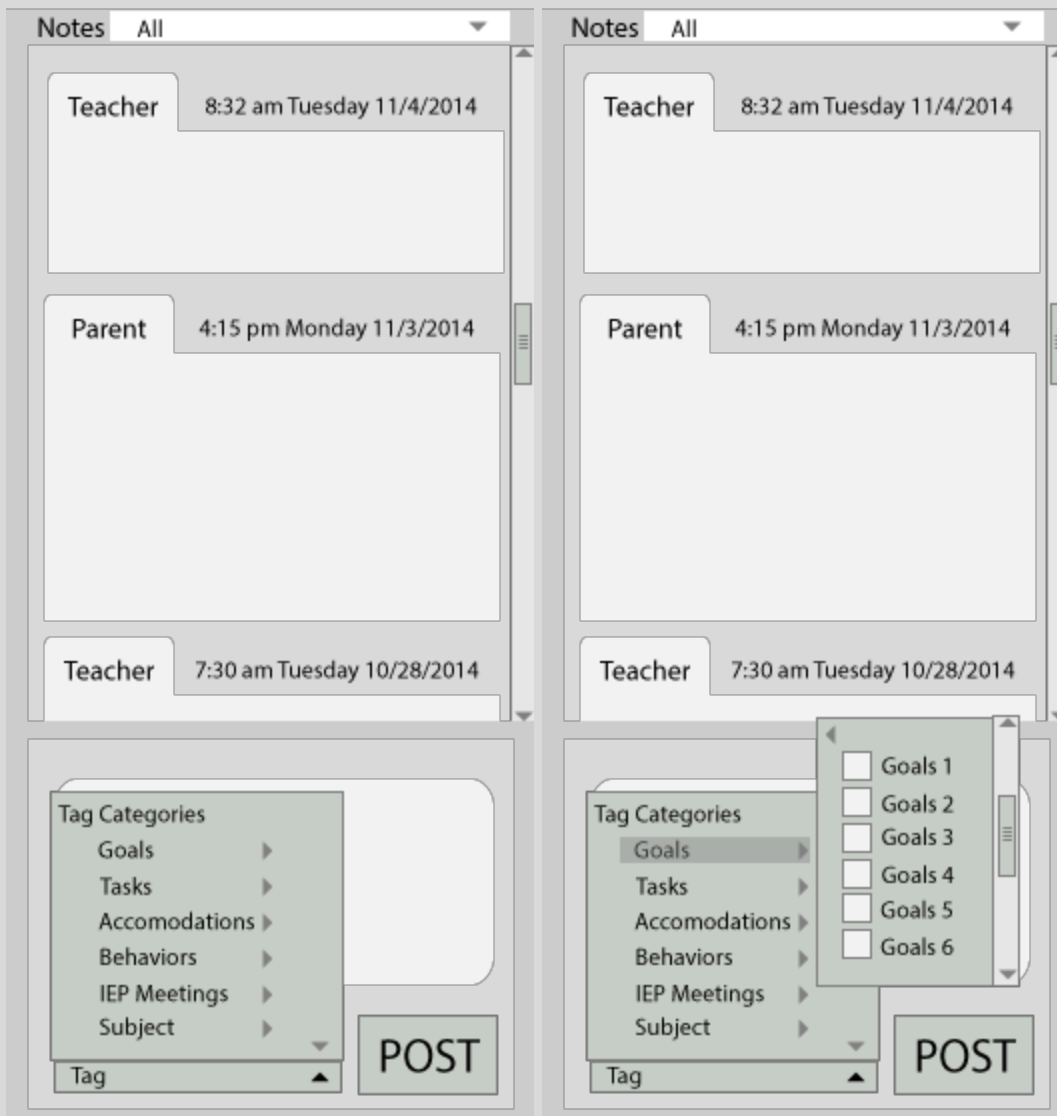 Notes All
Teacher 8:32 am Tuesday 11/4/2014
Parent 4:15 pm Monday 11/3/2014
Teacher 7:30 am Tuesday 10/28/2014
Tag Categories
Goals
Tasks
Accomodations
Behaviors
IEP Meetings
Subject
Tag
POST
Notes All
Teacher 8:32 am Tuesday 11/4/2014
Parent 4:15 pm Monday 11/3/2014
Teacher 7:30 am Tuesday 10/28/2014
Tag Categories
Goals
Tasks
Accomodations
Behaviors
IEP Meetings
Subject
Goals 1
Goals 2
Goals 3
Goals 4
Goals 5
Goals 6
Tag
POST